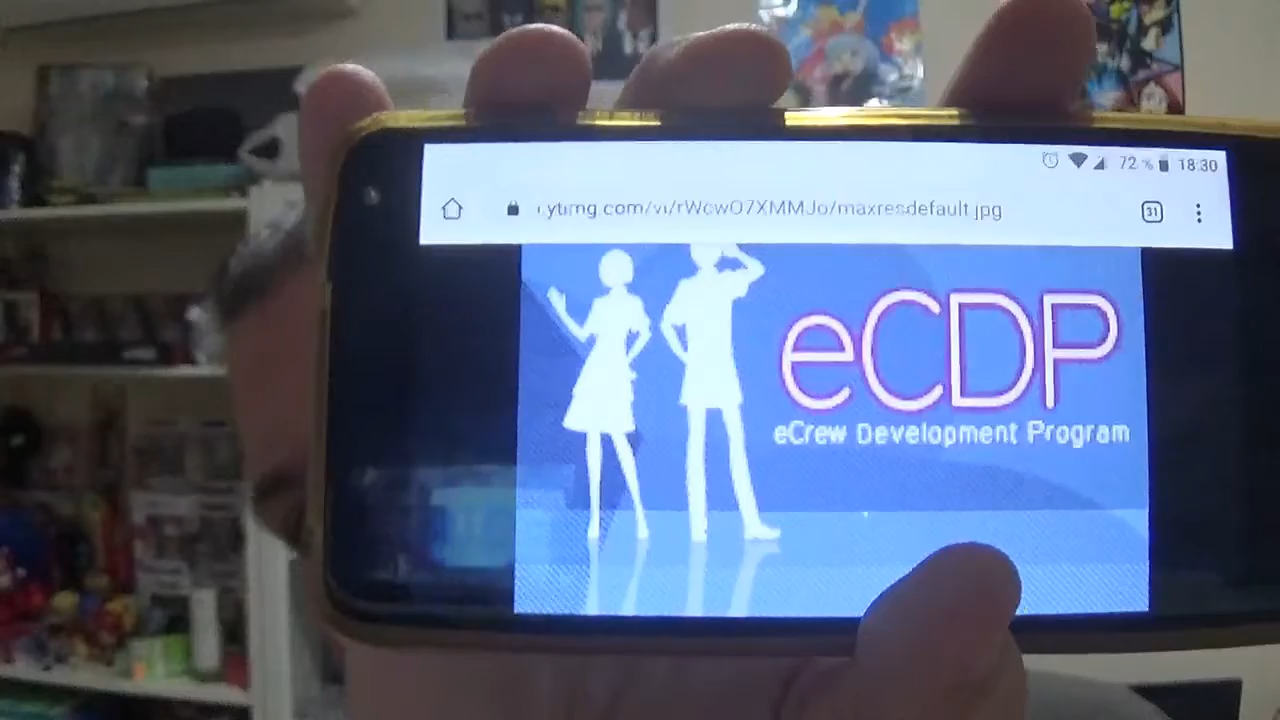 72 % 18:30
ytimg.com/vi/rWcwO7XMMJo/maxresdefault.jpg 31
eCDP
eCrew Development Program